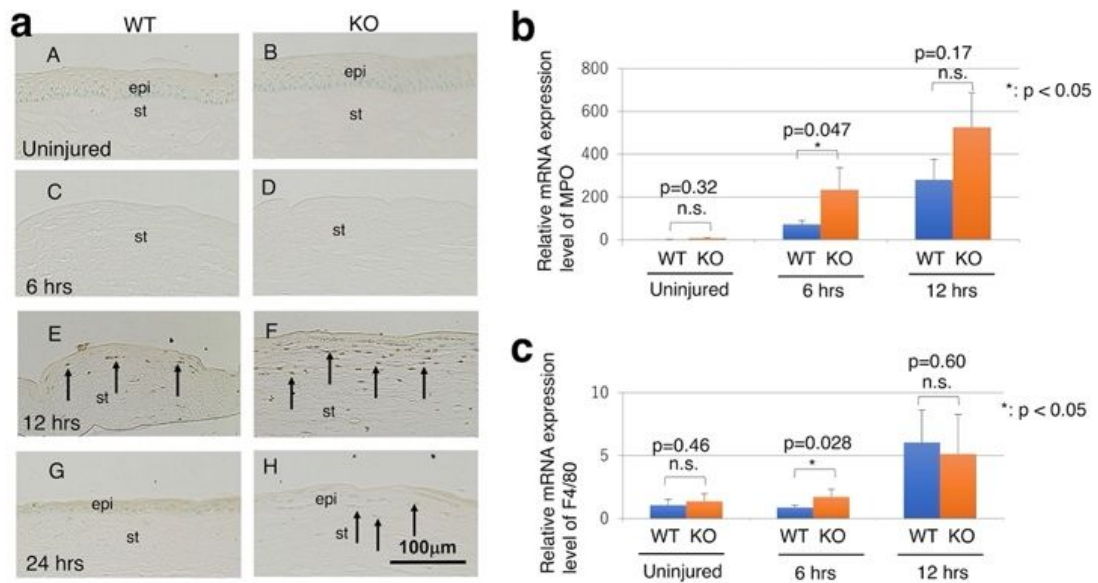 a
WT KO
A B
epi epi
st st
Uninjured
C D
st st
6 hrs
E F
st st
12 hrs
G H
epi epi
st st
100μm
24 hrs
b
Relative mRNA expression
level of MPO
800
600
400
200
0
p=0.32
n.s.
p=0.047
*
p=0.17
n.s.
*: p < 0.05
WT KO WT KO WT KO
Uninjured 6 hrs 12 hrs
c
Relative mRNA expression
level of F4/80
10
5
0
p=0.46
n.s.
p=0.028
*
p=0.60
n.s.
*: p < 0.05
WT KO WT KO WT KO
Uninjured 6 hrs 12 hrs